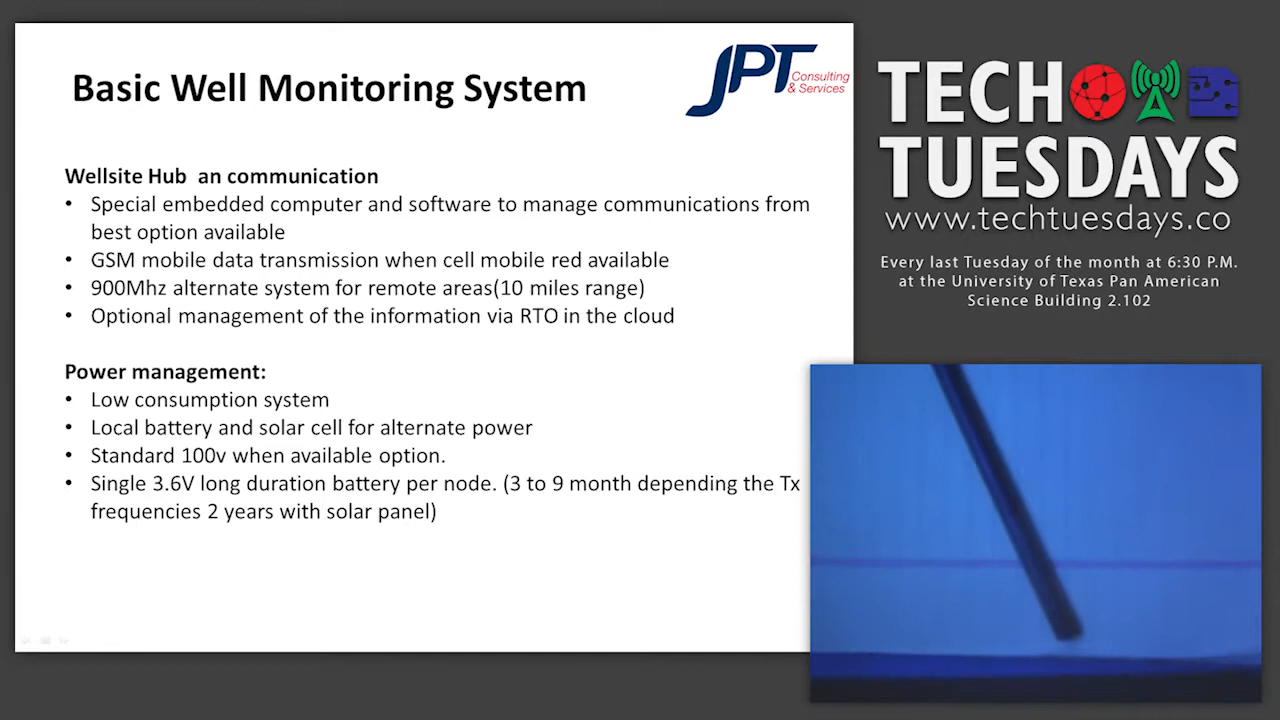 Basic Well Monitoring System
JPT
Consulting
& Services
Wellsite Hub  an communication
• Special embedded computer and software to manage communications from
best option available
• GSM mobile data transmission when cell mobile red available
• 900Mhz alternate system for remote areas(10 miles range)
• Optional management of the information via RTO in the cloud
Power management:
• Low consumption system
• Local battery and solar cell for alternate power
• Standard 100v when available option.
• Single 3.6V long duration battery per node. (3 to 9 month depending the Tx
frequencies 2 years with solar panel)
TECH
TUESDAYS
www.techtuesdays.co
Every last Tuesday of the month at 6:30 P.M.
at the University of Texas Pan American
Science Building 2.102